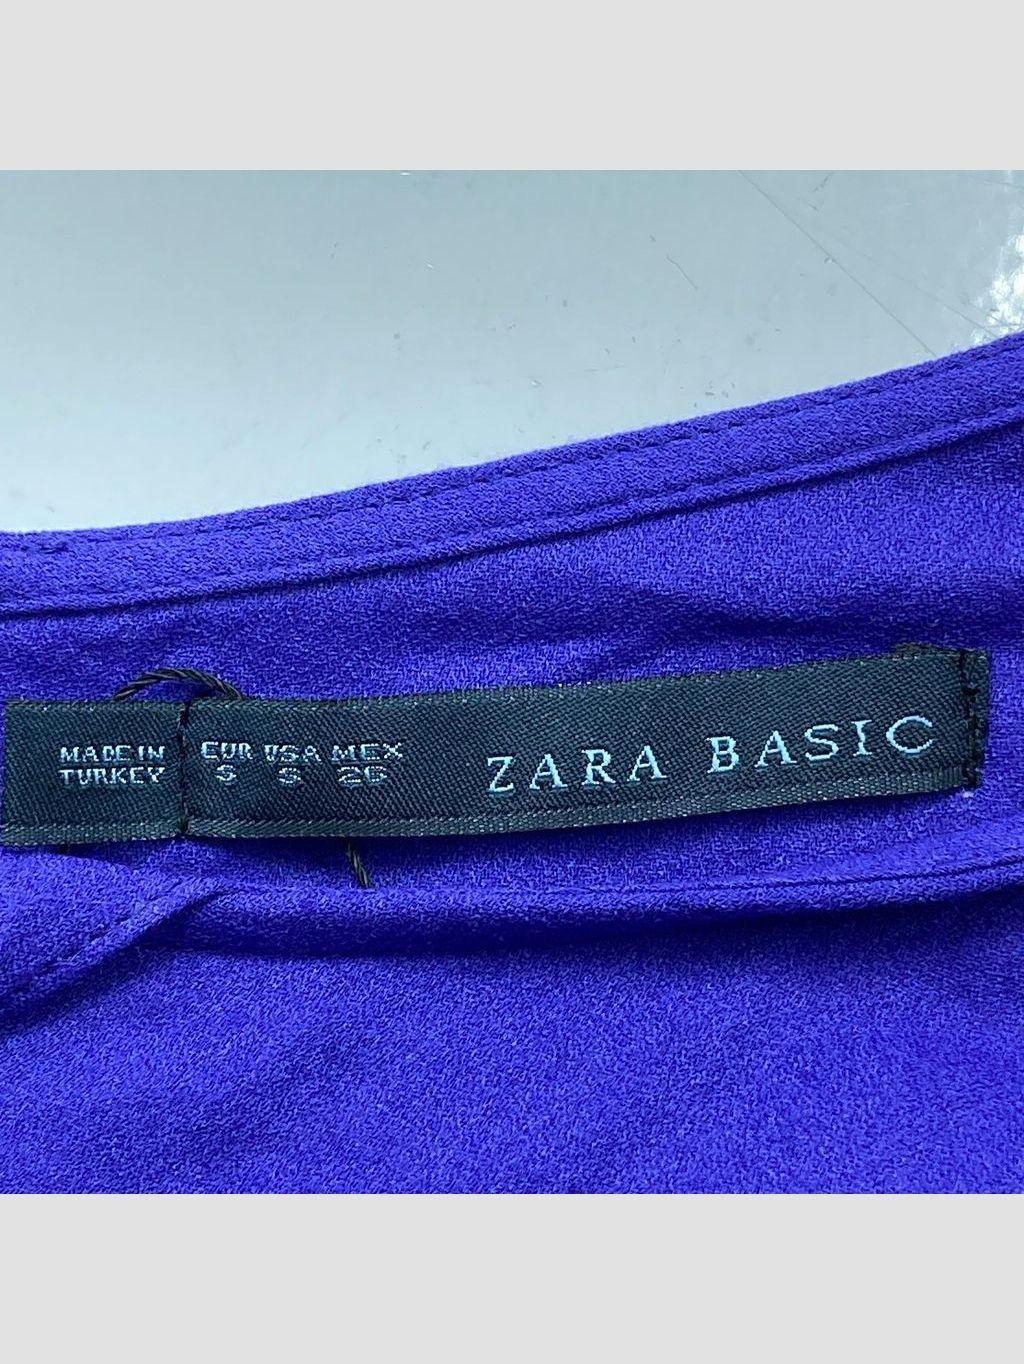 MADE IN
TURKEY
EUR USA MEX
S S 26
ZARA BASIC